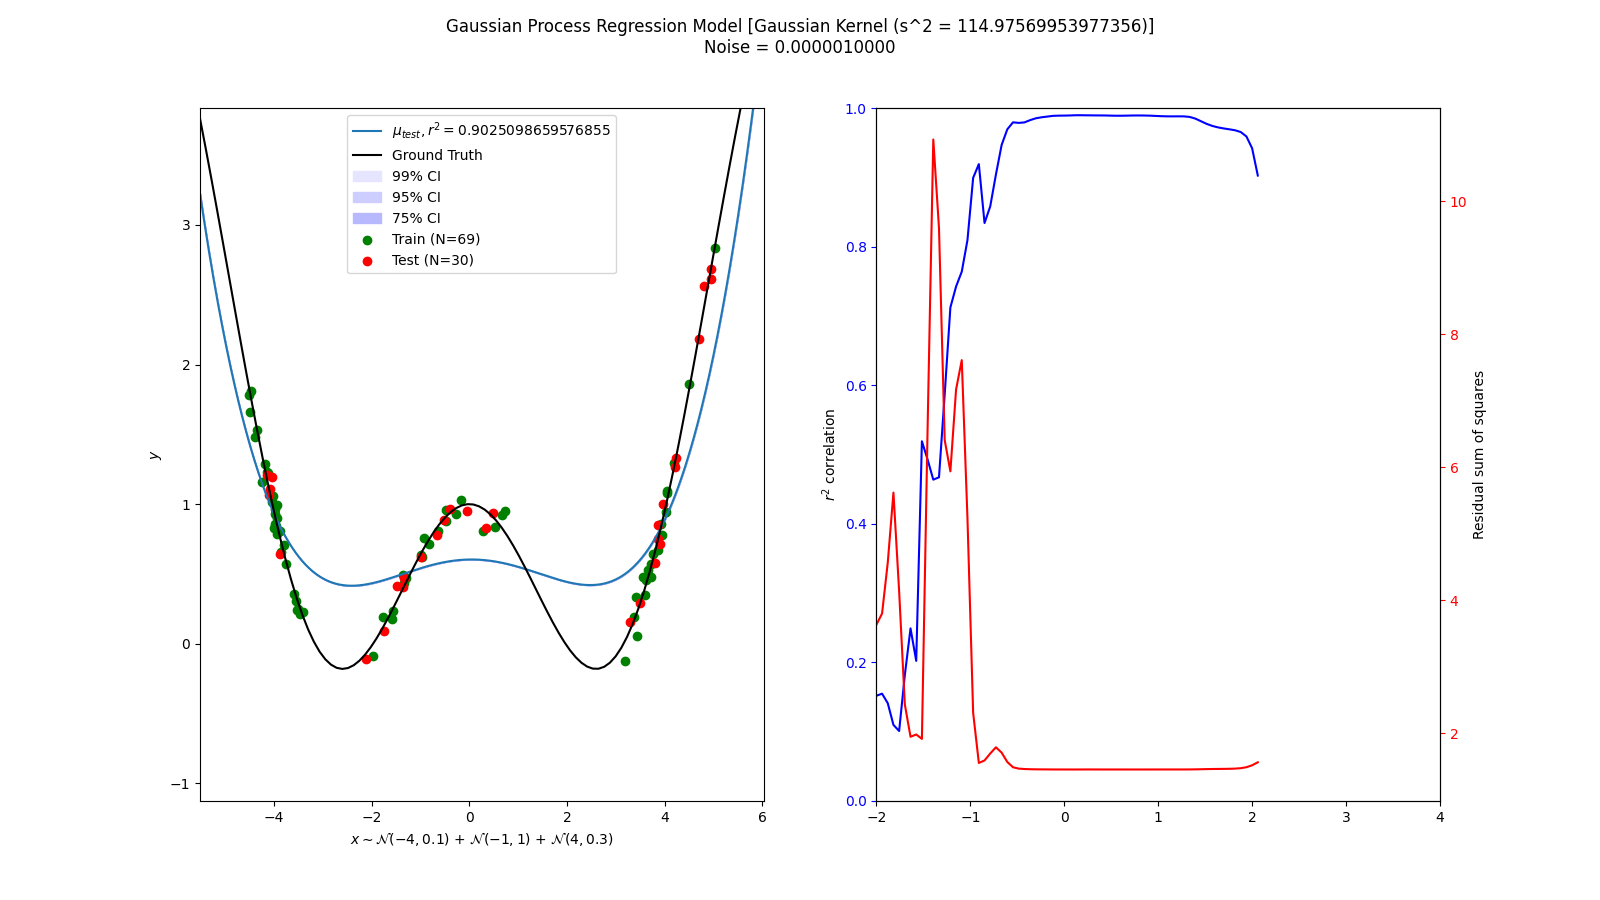 Gaussian Process Regression Model [Gaussian Kernel (s^2 = 114.97569953977356)]
Noise = 0.0000010000
μ_test, r² = 0.9025098659576855
Ground Truth
99% CI
95% CI
75% CI
Train (N=69)
Test (N=30)
3
2
1
0
−1
y
−4
−2
0
2
4
6
x ~ 𝒩(−4, 0.1) + 𝒩(−1, 1) + 𝒩(4, 0.3)
1.0
0.8
0.6
0.4
0.2
0.0
r² correlation
−2
−1
0
1
2
3
4
10
8
6
4
2
Residual sum of squares